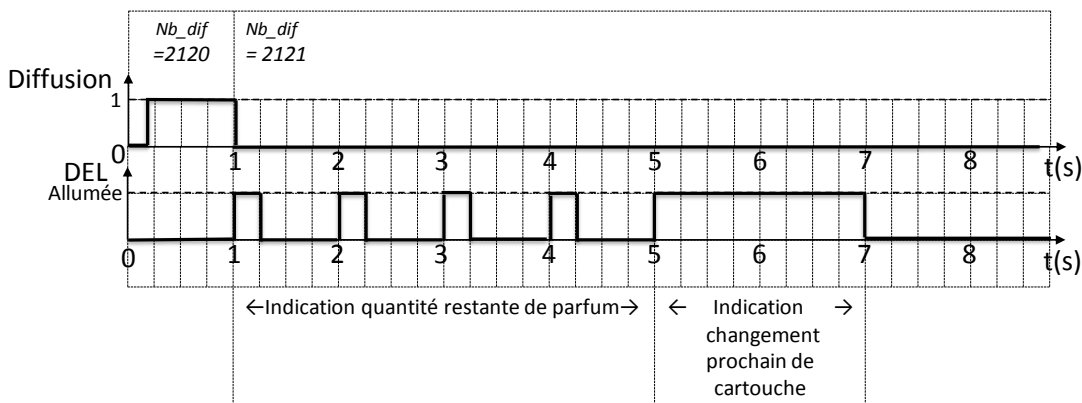 Nb_dif
=2120
Nb_dif
= 2121
Diffusion
1
0
1 2 3 4 5 6 7 8
t(s)
DEL
Allumée
0 1 2 3 4 5 6 7 8
t(s)
←Indication quantité restante de parfum→
← Indication →
changement
prochain de
cartouche